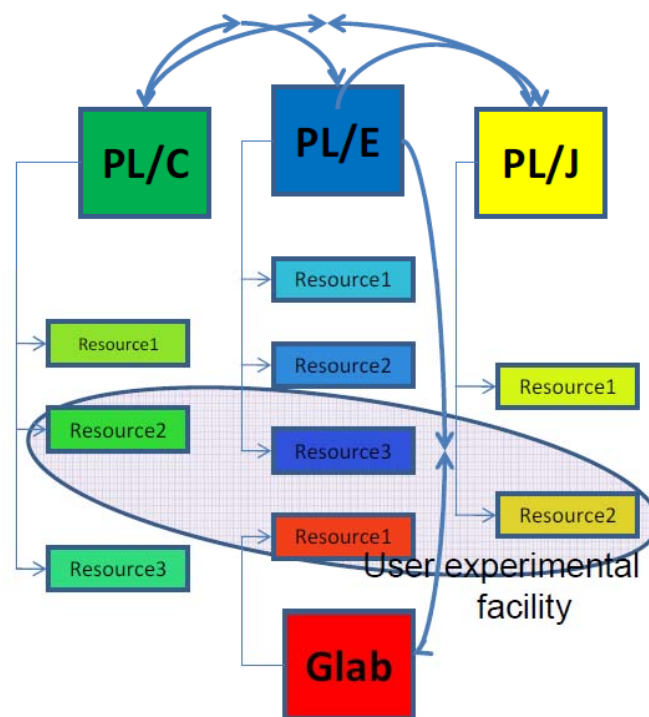 PL/C
PL/E
PL/J
Resource1
Resource1
Resource2
Resource1
Resource2
Resource3
Resource2
Resource1
Resource3
User experimental
facility
Glab